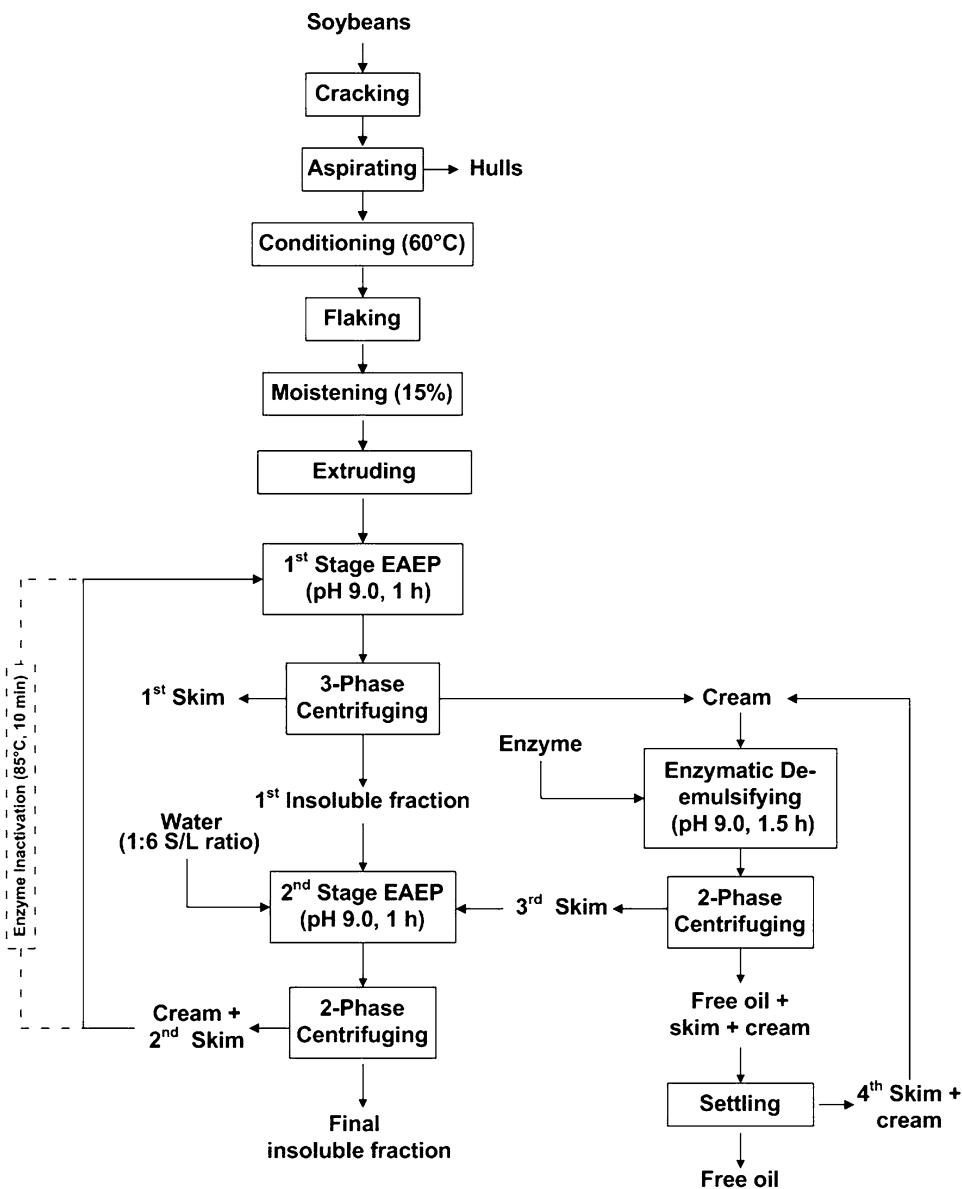 Soybeans
Cracking
Aspirating
Hulls
Conditioning (60°C)
Flaking
Moistening (15%)
Extruding
1st Stage EAEP
(pH 9.0, 1 h)
3-Phase
Centrifuging
1st Skim
Cream
Enzyme
Enzymatic De-
emulsifying
(pH 9.0, 1.5 h)
1st Insoluble fraction
Water
(1:6 S/L ratio)
2nd Stage EAEP
(pH 9.0, 1 h)
3rd Skim
2-Phase
Centrifuging
Enzyme Inactivation (85°C, 10 min)
Cream +
2nd Skim
2-Phase
Centrifuging
Free oil +
skim + cream
Settling
4th Skim +
cream
Final
insoluble fraction
Free oil